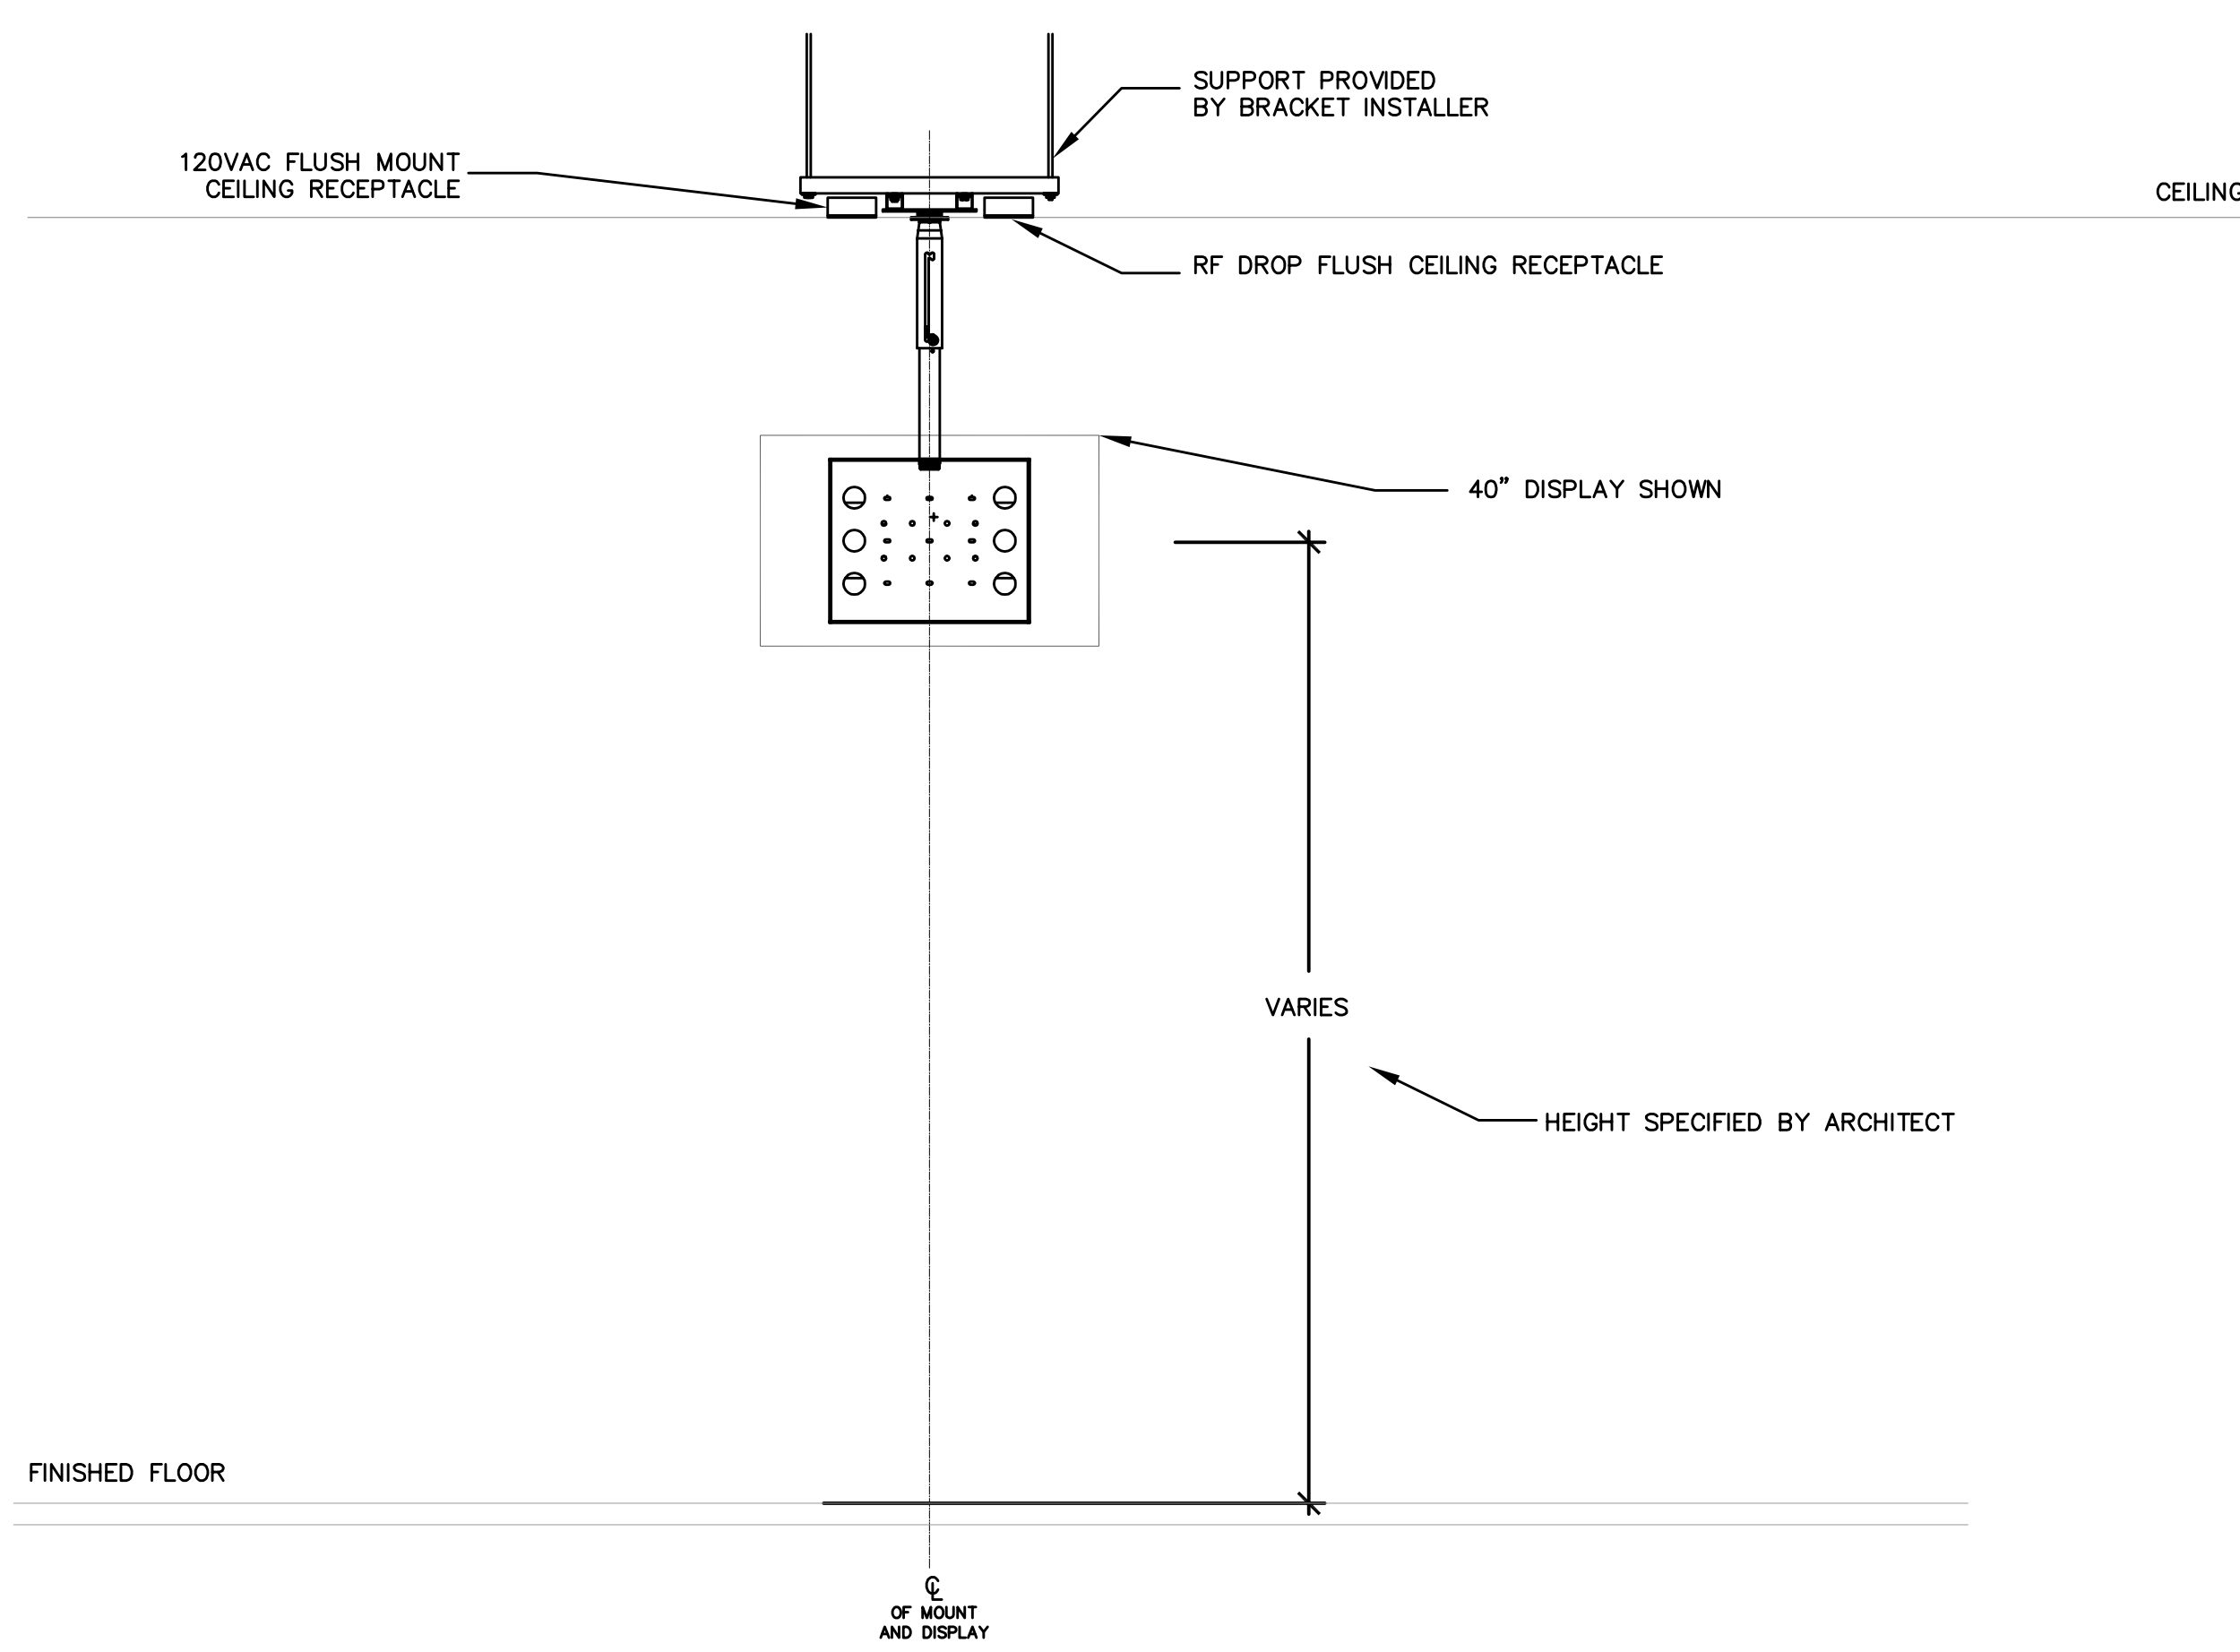 SUPPORT PROVIDED
BY BRACKET INSTALLER
120VAC FLUSH MOUNT
CEILING RECEPTACLE
CEILING
RF DROP FLUSH CEILING RECEPTACLE
40" DISPLAY SHOWN
VARIES
HEIGHT SPECIFIED BY ARCHITECT
FINISHED FLOOR
℄
OF MOUNT
AND DISPLAY